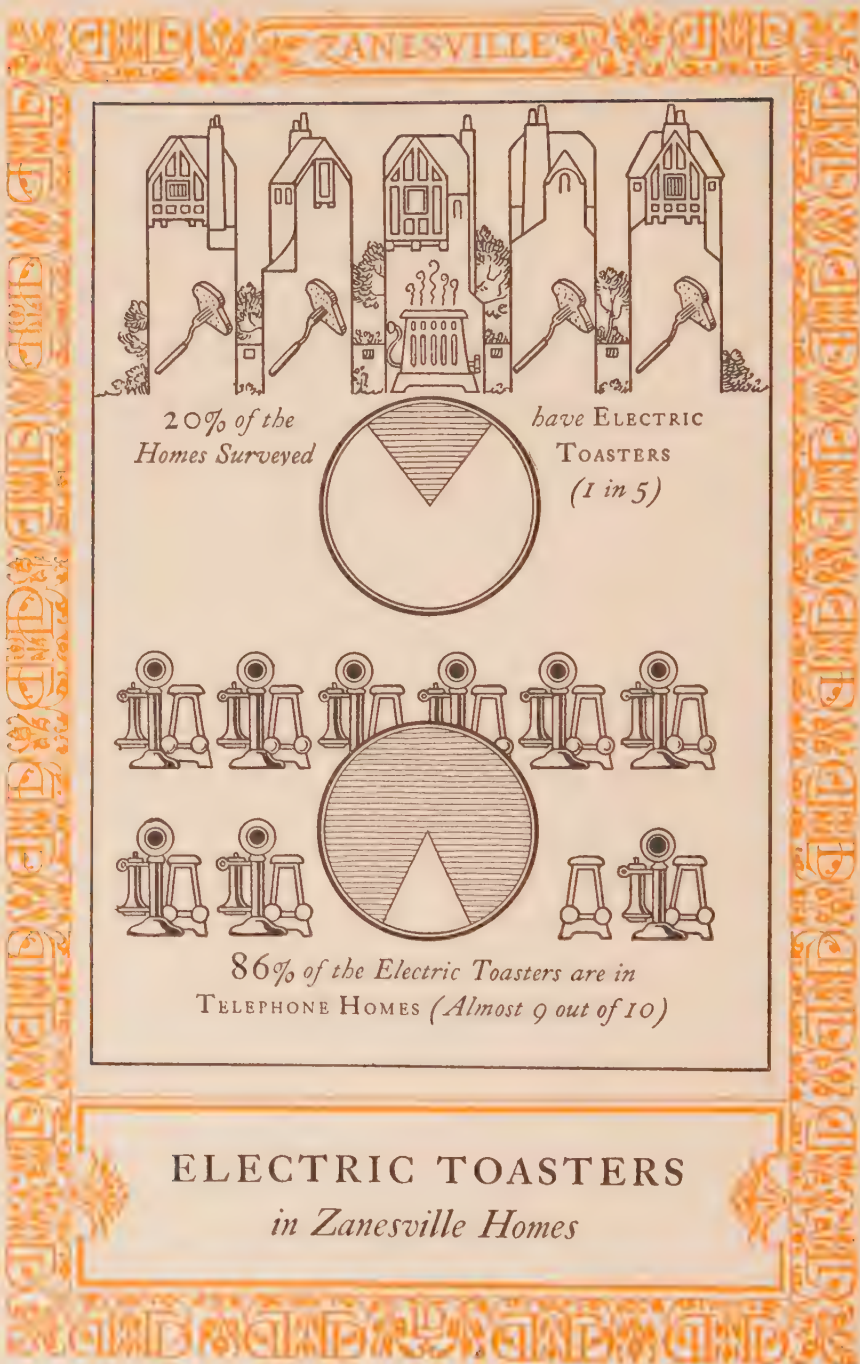 ZANESVILLE
20% of the
Homes Surveyed
have ELECTRIC
TOASTERS
(1 in 5)
86% of the Electric Toasters are in
TELEPHONE HOMES (Almost 9 out of 10)
ELECTRIC TOASTERS
in Zanesville Homes